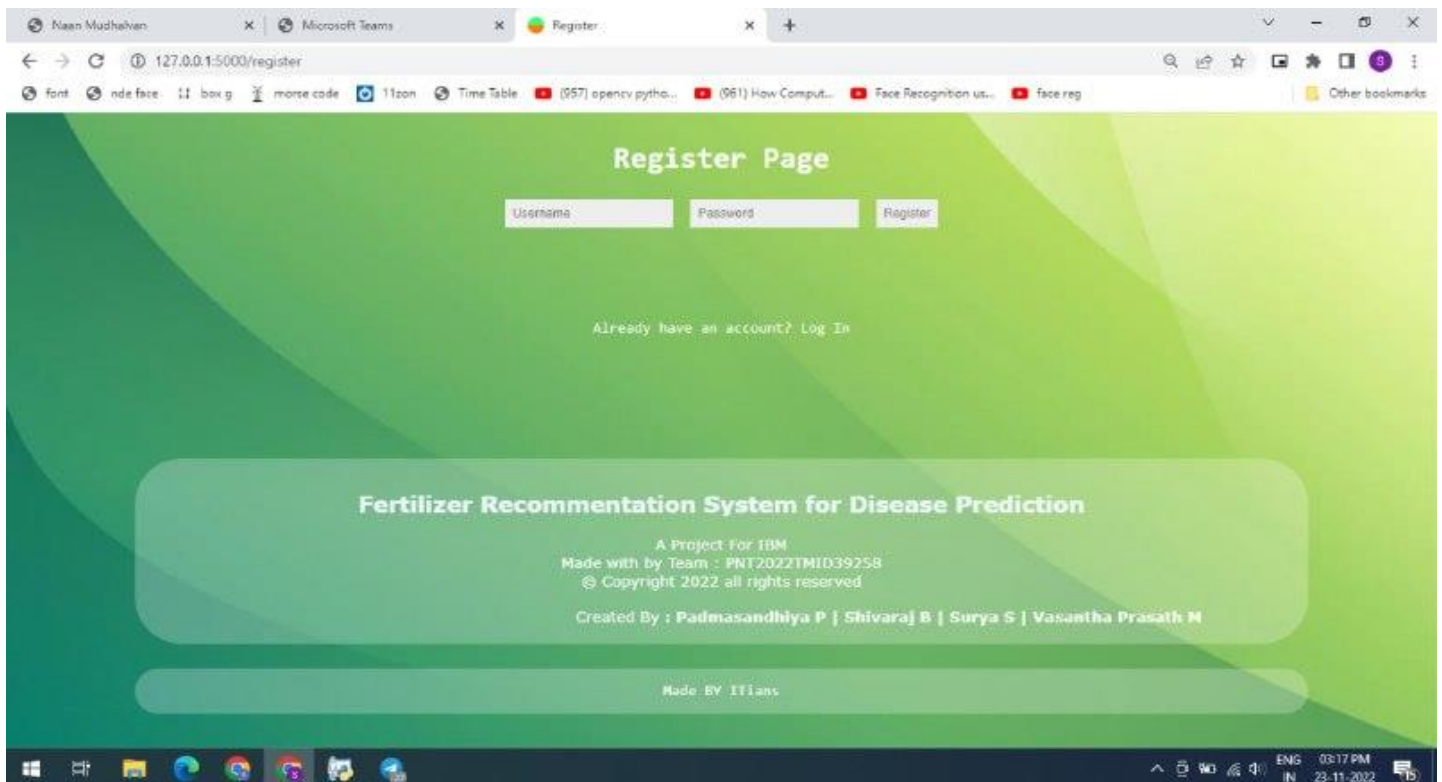 Naan Mudhalvan
Microsoft Teams
Register
127.0.0.1:5000/register
font
nde face
box g
morse code
11zon
Time Table
(957) opencv pytho...
(961) How Comput...
Face Recognition us...
face reg
Other bookmarks
Register Page
Username
Password
Register
Already have an account? Log In
Fertilizer Recommentation System for Disease Prediction
A Project For IBM
Made with by Team : PNT2022TMID39258
© Copyright 2022 all rights reserved
Created By : Padmasandhiya P | Shivaraj B | Surya S | Vasantha Prasath M
Made BY ITians
ENG
IN
03:17 PM
23-11-2022